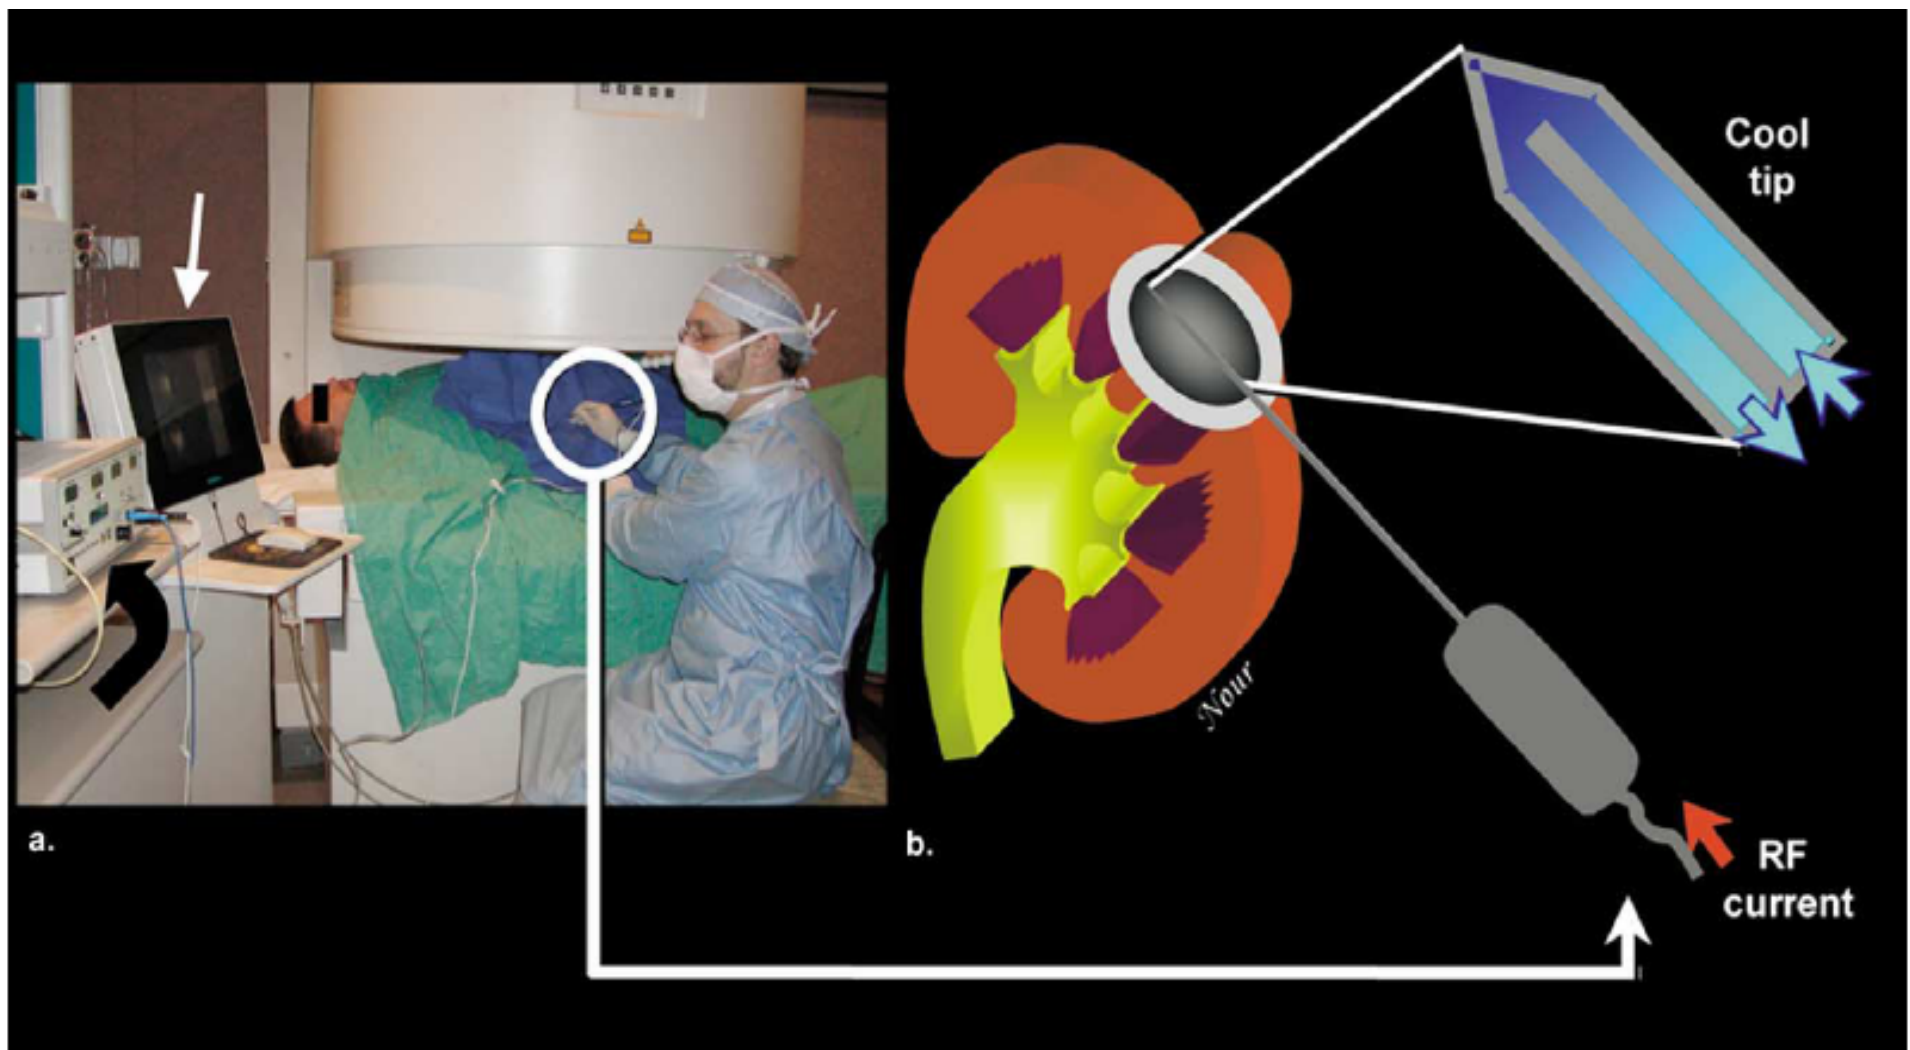 Cool
tip
Nour
a.
b.
RF
current